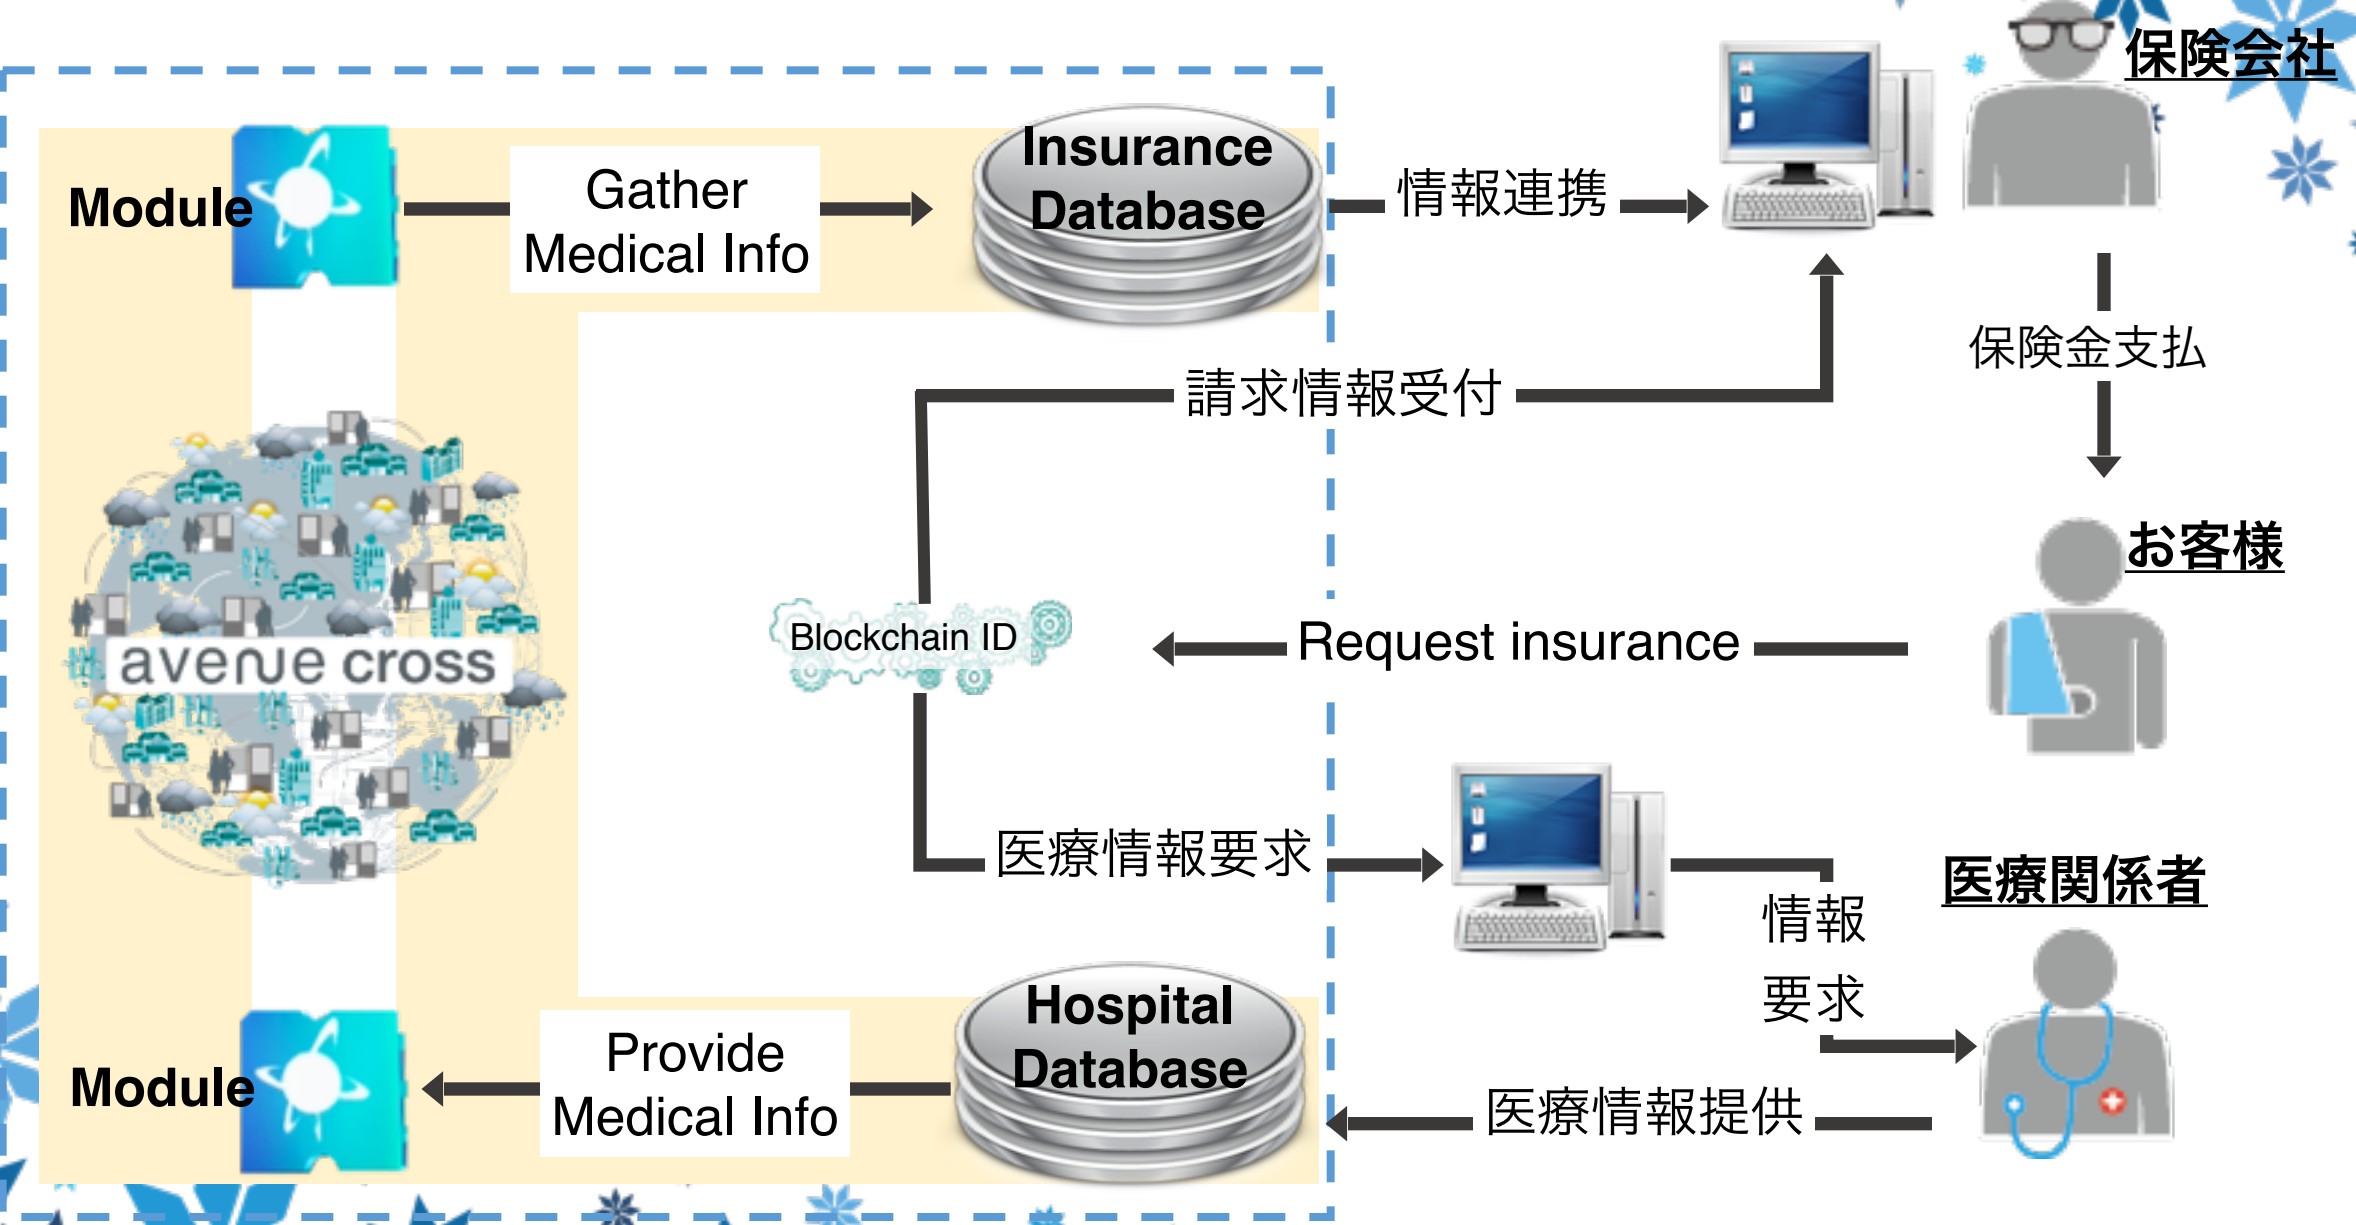 保険会社
Module
Gather
Medical Info
Insurance
Database
情報連携
保険金支払
請求情報受付
お客様
avenue cross
Blockchain ID
Request insurance
医療情報要求
医療関係者
情報
要求
Module
Provide
Medical Info
Hospital
Database
医療情報提供